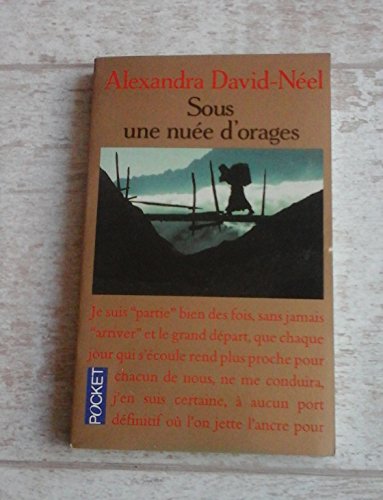 Alexandra David-Néel
Sous
une nuée d'orages
Je suis "partie" bien des fois, sans jamais
"arriver" et le grand départ, que chaque
jour qui s'écoule rend plus proche pour
chacun de nous, ne me conduira,
j'en suis certaine, à aucun port
définitif où l'on jette l'ancre pour
POCKET